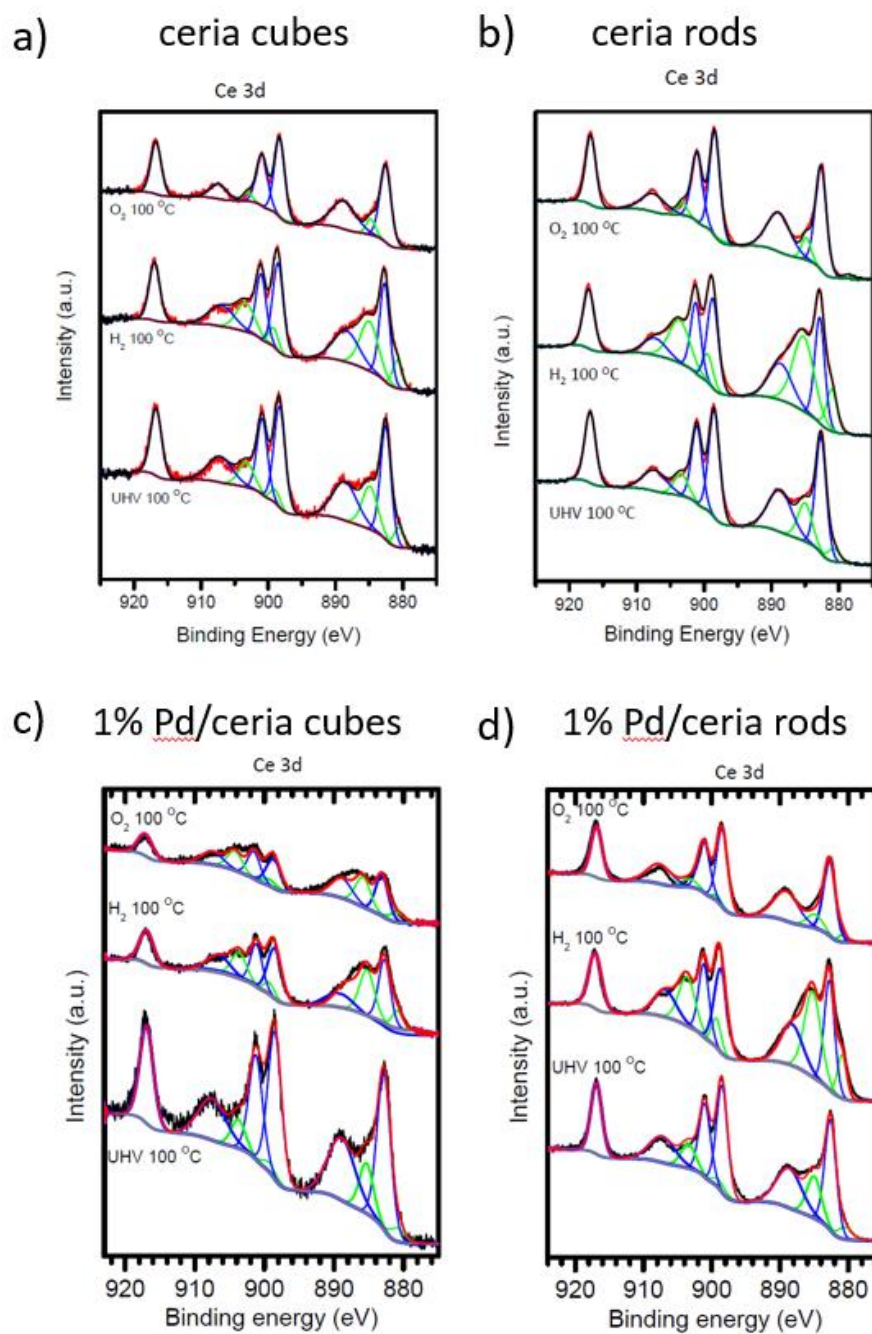 a) ceria cubes
Ce 3d
O₂ 100 °C
H₂ 100 °C
UHV 100 °C
Intensity (a.u.)
920 910 900 890 880
Binding Energy (eV)
b) ceria rods
Ce 3d
O₂ 100 °C
H₂ 100 °C
UHV 100 °C
Intensity (a.u.)
920 910 900 890 880
Binding Energy (eV)
c) 1% Pd/ceria cubes
Ce 3d
O₂ 100 °C
H₂ 100 °C
UHV 100 °C
Intensity (a.u.)
920 910 900 890 880
Binding energy (eV)
d) 1% Pd/ceria rods
Ce 3d
O₂ 100 °C
H₂ 100 °C
UHV 100 °C
Intensity (a.u.)
920 910 900 890 880
Binding energy (eV)